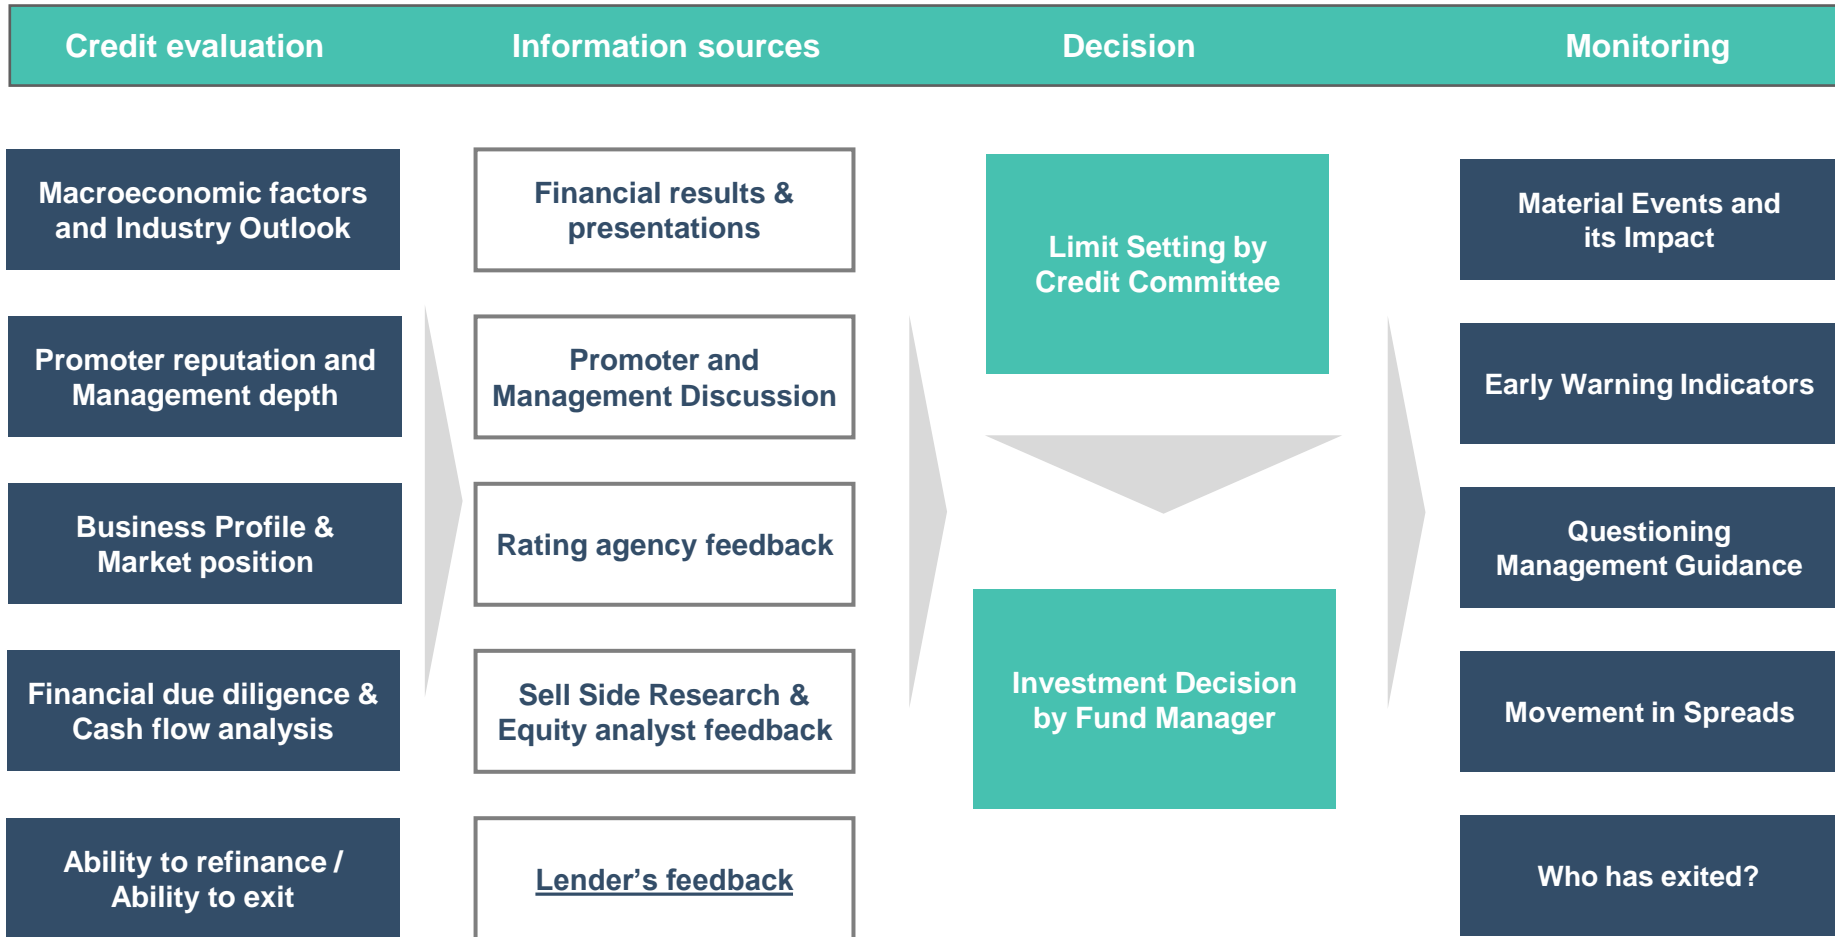 Credit evaluation
Information sources
Decision
Monitoring
Macroeconomic factors
and Industry Outlook
Promoter reputation and
Management depth
Business Profile &
Market position
Financial due diligence &
Cash flow analysis
Ability to refinance /
Ability to exit
Financial results &
presentations
Promoter and
Management Discussion
Rating agency feedback
Sell Side Research &
Equity analyst feedback
Lender’s feedback
Limit Setting by
Credit Committee
Investment Decision
by Fund Manager
Material Events and
its Impact
Early Warning Indicators
Questioning
Management Guidance
Movement in Spreads
Who has exited?